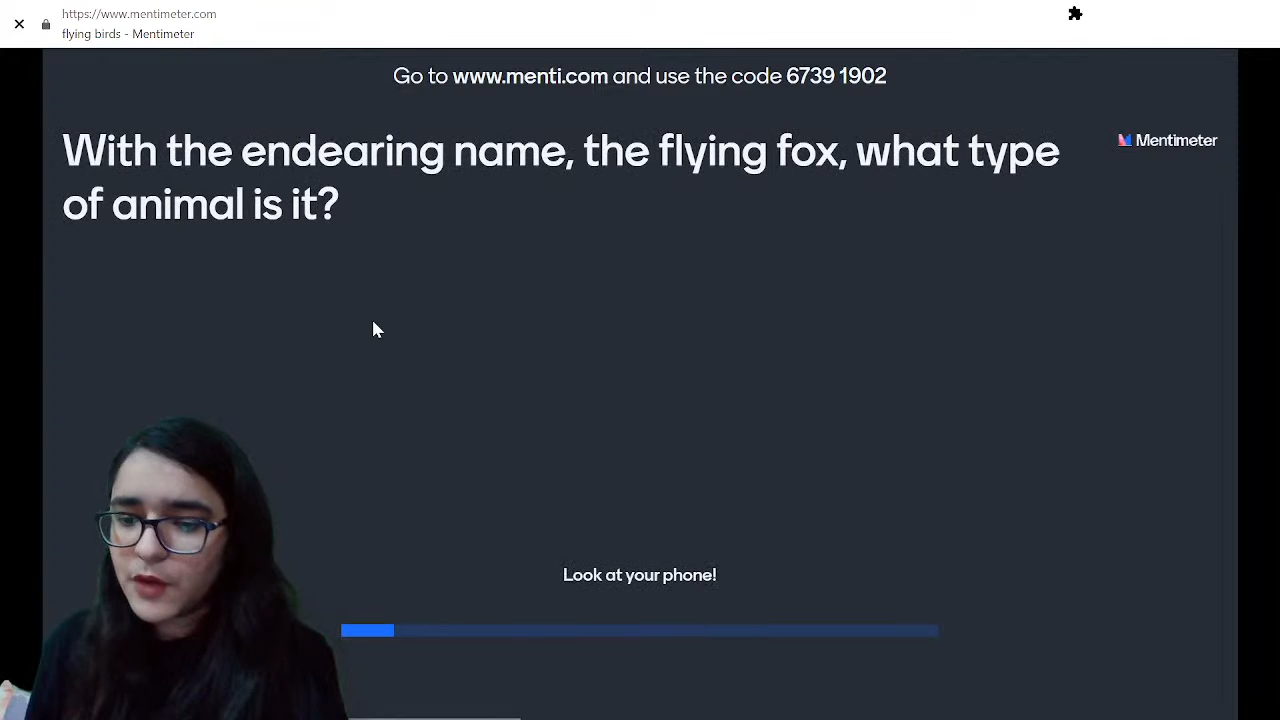 https://www.mentimeter.com
flying birds - Mentimeter
Go to www.menti.com and use the code 6739 1902
With the endearing name, the flying fox, what type
of animal is it?
Mentimeter
Look at your phone!